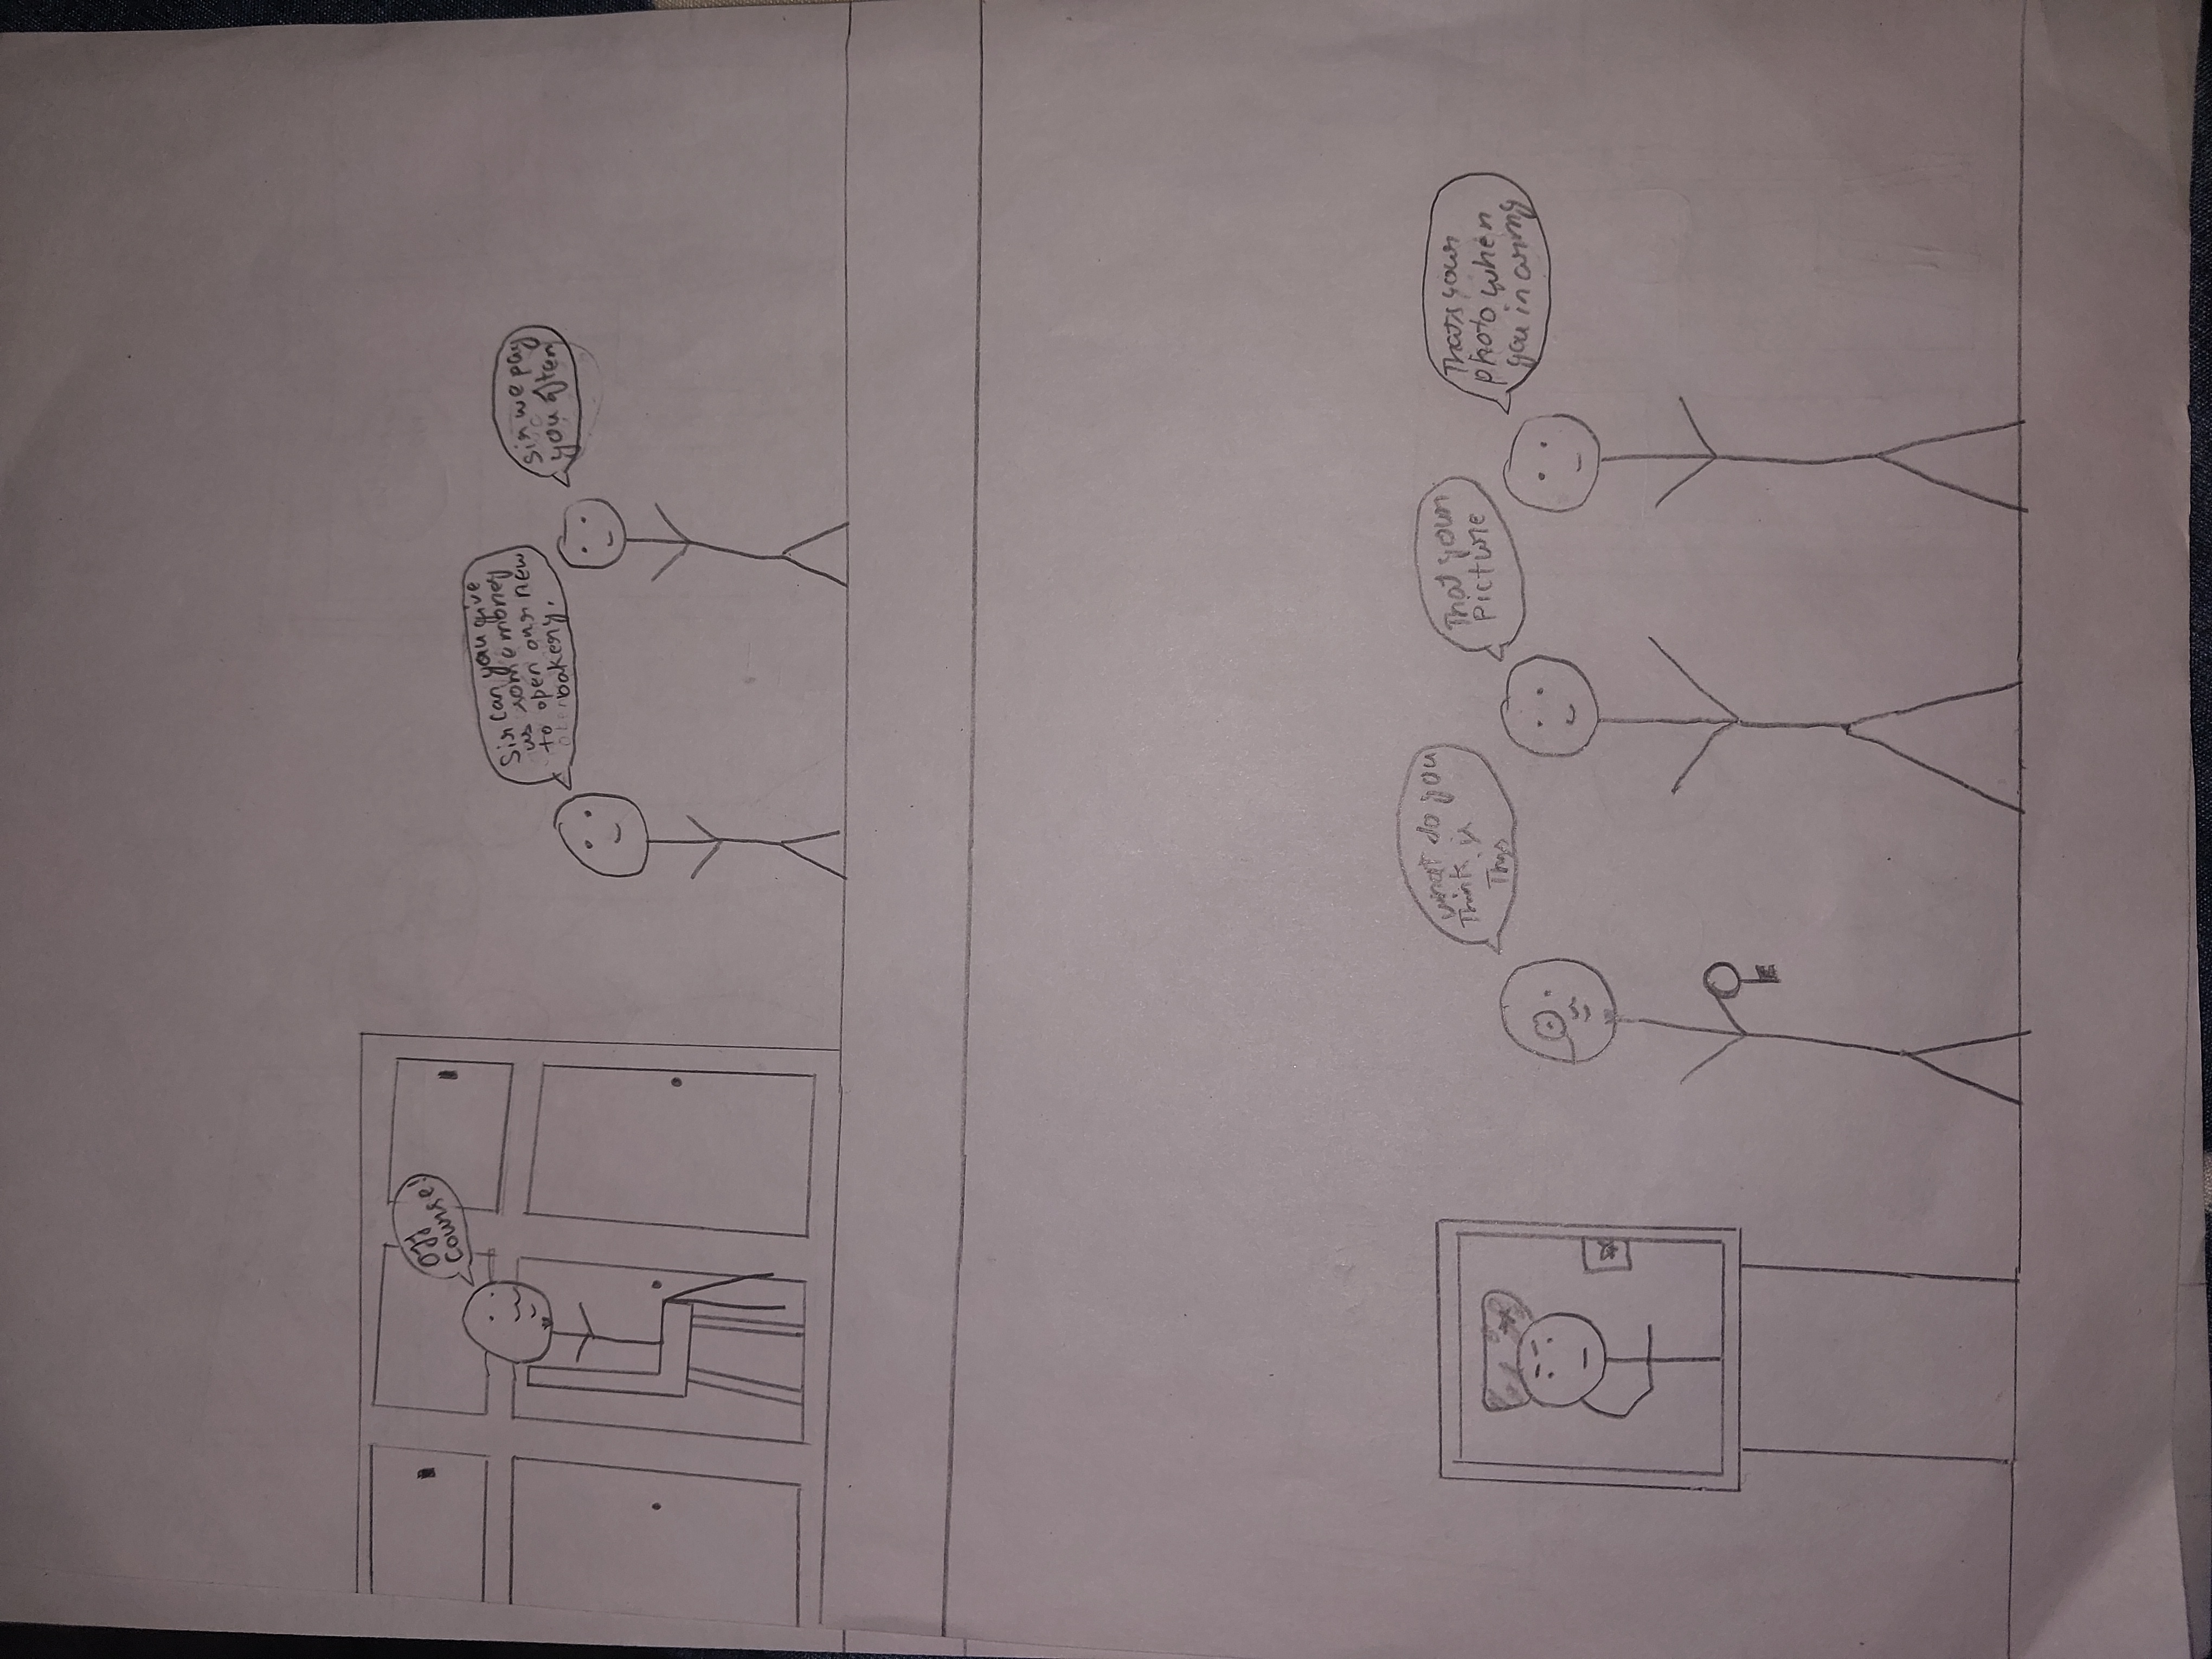 Off
course!
Sir can you give
us some money
to open our new
bakery.
Sir we pay
you after
what do you
Think is
This
That your
picture
Thats your
photo when
you in army